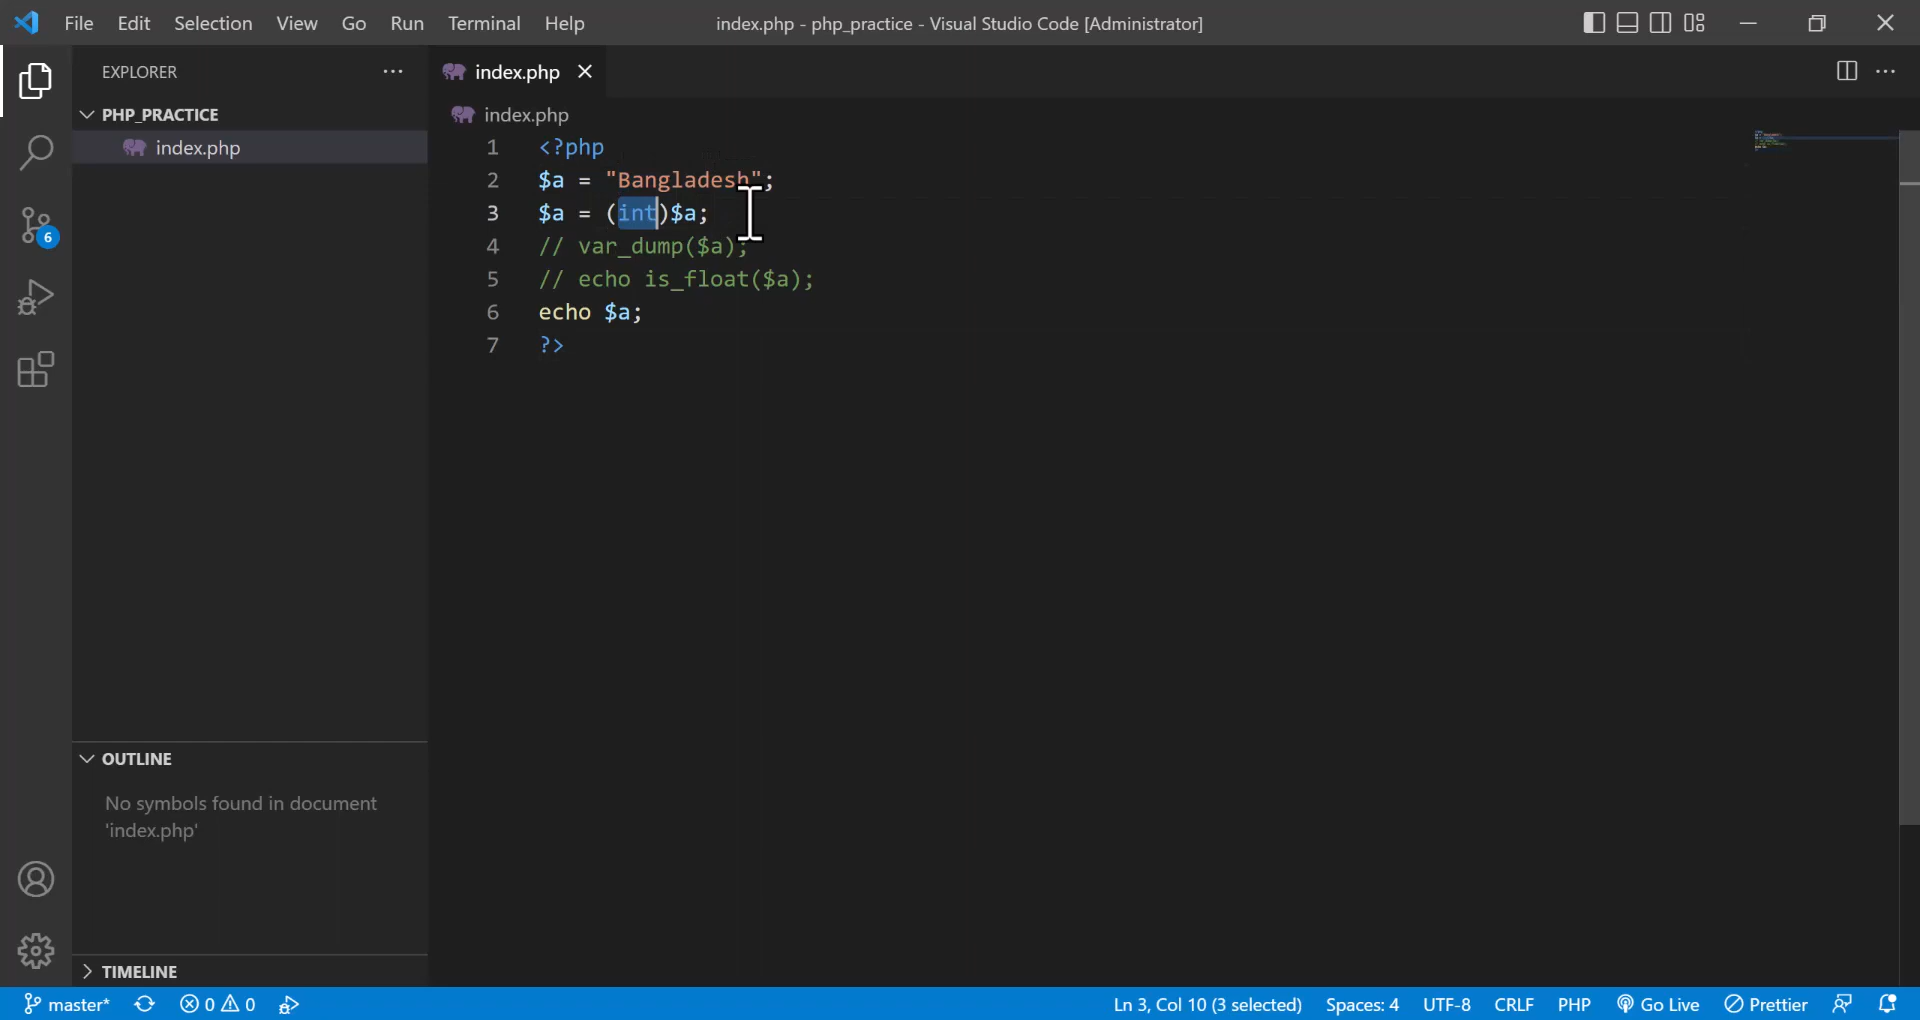 File Edit Selection View Go Run Terminal Help index.php - php_practice - Visual Studio Code [Administrator]
EXPLORER
PHP_PRACTICE
index.php
6
OUTLINE
No symbols found in document
'index.php'
TIMELINE
index.php
index.php
1 <?php
2 $a = "Bangladesh";
3 $a = (int)$a;
4 // var_dump($a);
5 // echo is_float($a);
6 echo $a;
7 ?>
master* 0 0 Ln 3, Col 10 (3 selected) Spaces: 4 UTF-8 CRLF PHP Go Live Prettier